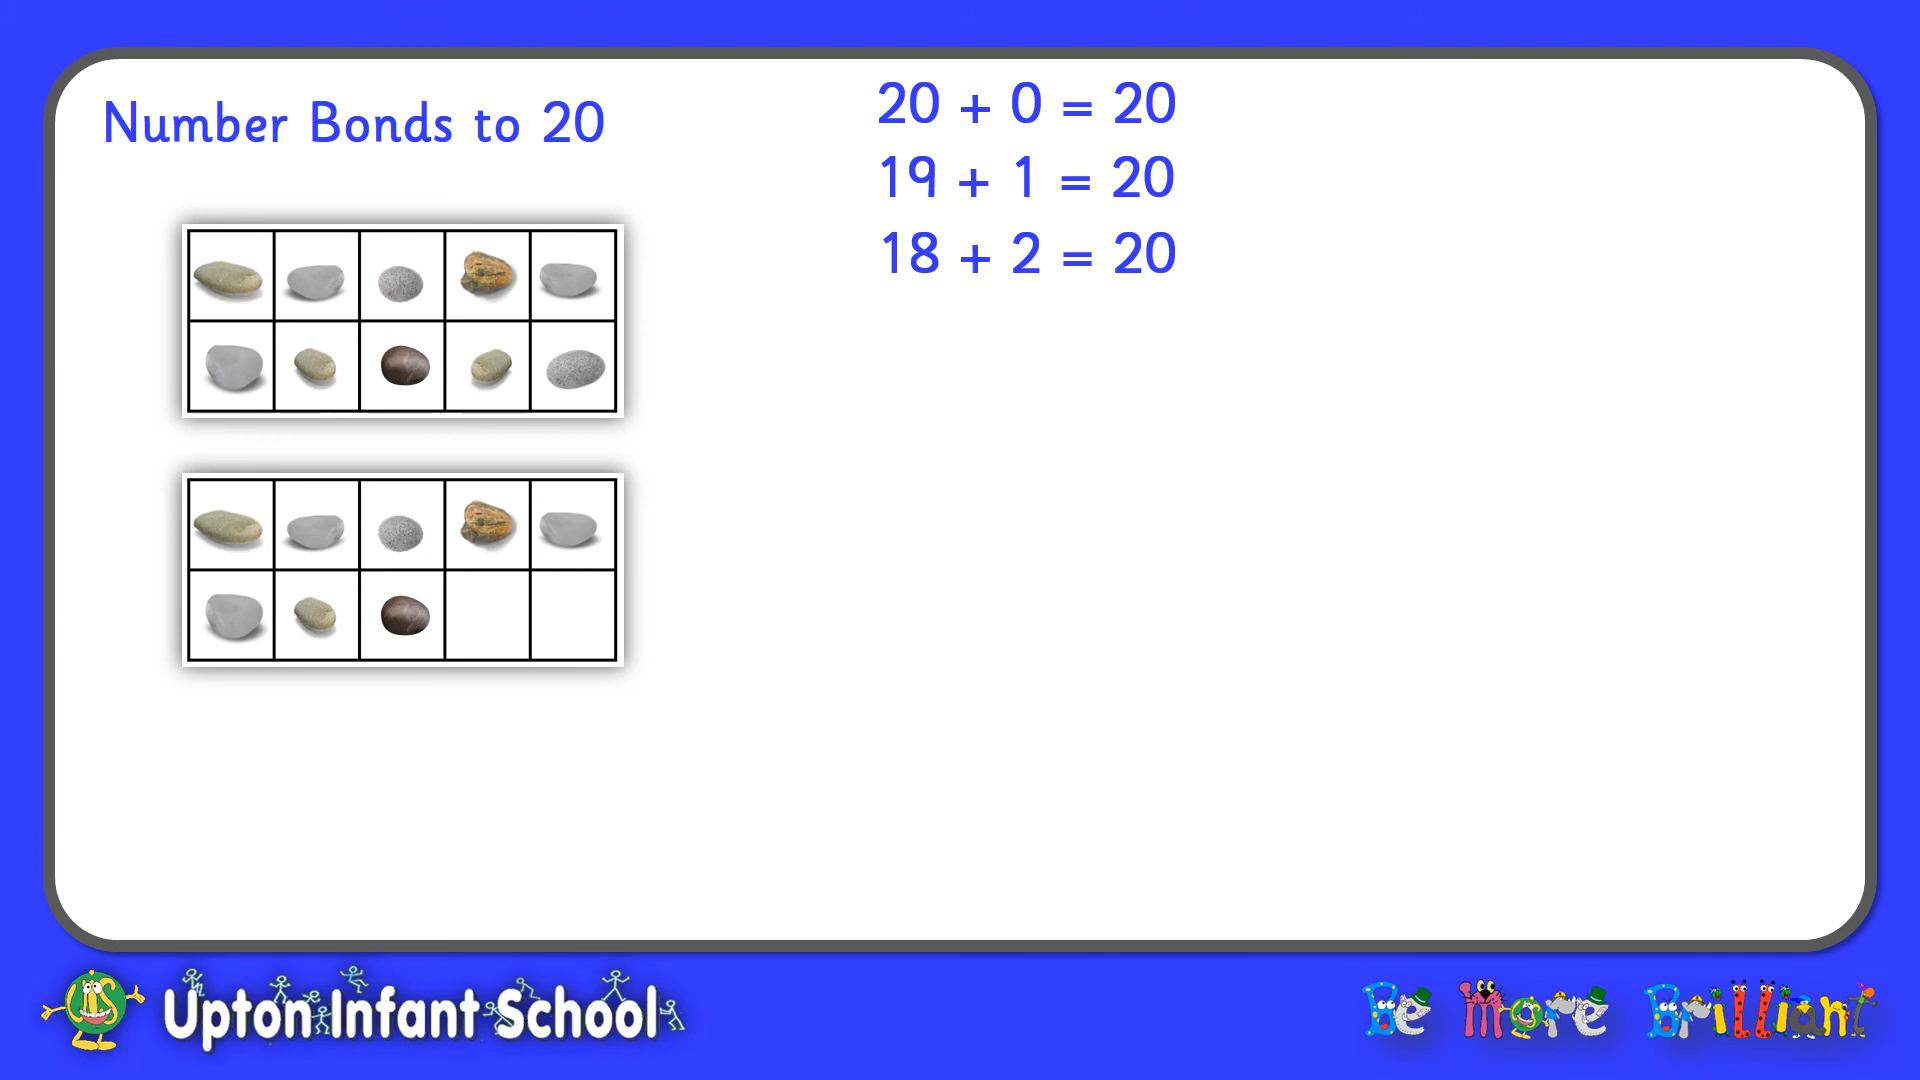 Number Bonds to 20
20 + 0 = 20
19 + 1 = 20
18 + 2 = 20
UIS
Upton Infant School
Be More Brilliant